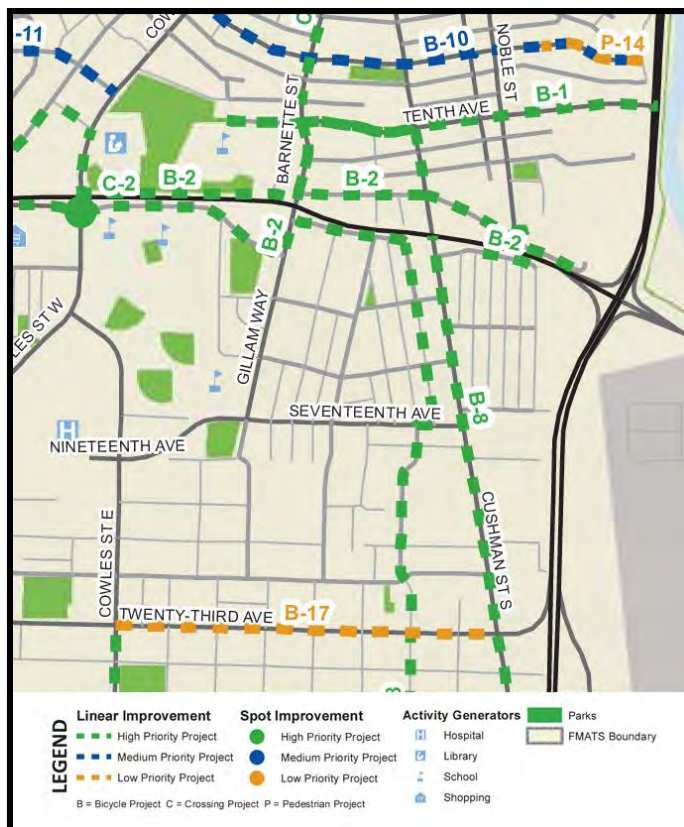 -11
COW
C
B-10
P-14
NOBLE ST
BARNETTE ST
TENTH AVE
B-1
C-2
B-2
B-2
B-2
B-2
LES ST W
GILLAM WAY
SEVENTEENTH AVE
B-8
H
NINETEENTH AVE
COWLES ST E
CUSHMAN ST S
TWENTY-THIRD AVE
B-17
LEGEND
Linear Improvement
High Priority Project
Medium Priority Project
Low Priority Project
Spot Improvement
High Priority Project
Medium Priority Project
Low Priority Project
Activity Generators
Hospital
Library
School
Shopping
Parks
FMATS Boundary
B = Bicycle Project C = Crossing Project P = Pedestrian Project